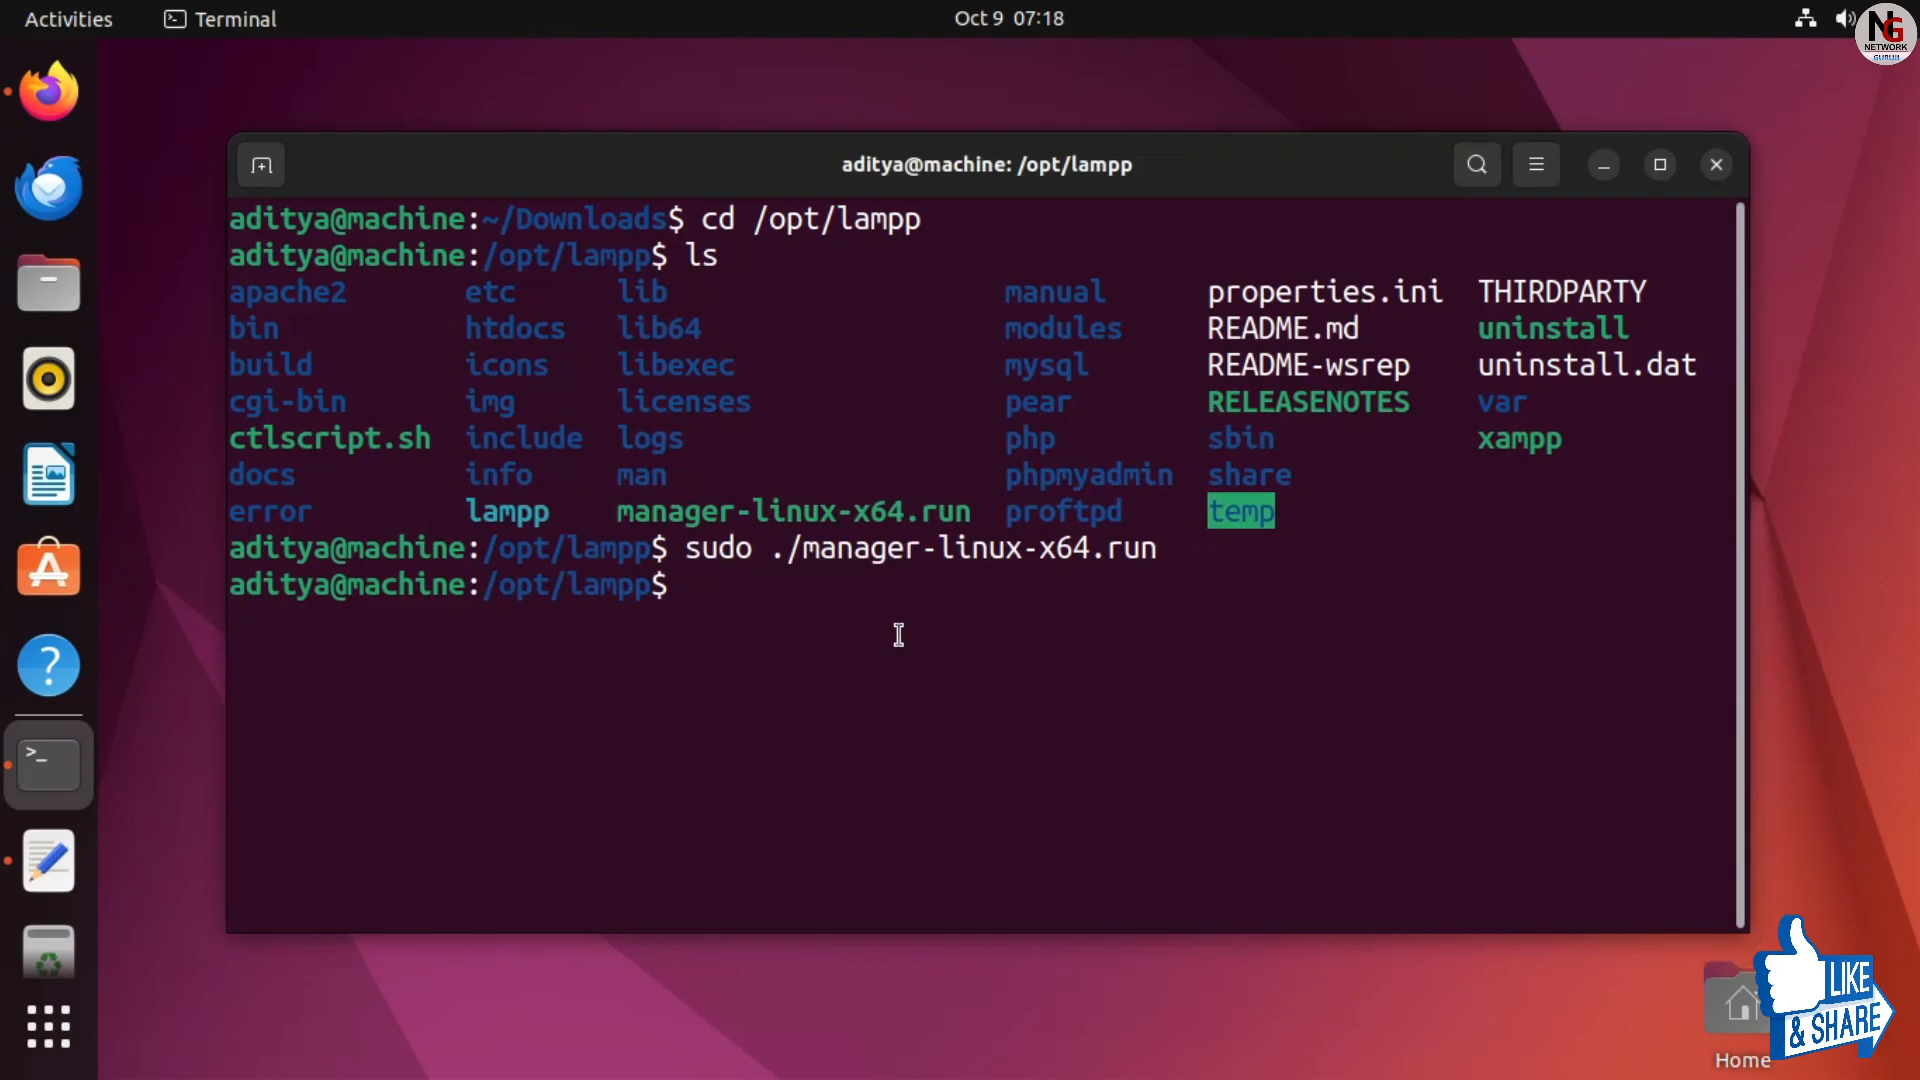 Activities Terminal Oct 9 07:18
NG
NETWORK
GURUJI
aditya@machine: /opt/lampp
aditya@machine:~/Downloads$ cd /opt/lampp
aditya@machine:/opt/lampp$ ls
apache2 etc lib manual properties.ini THIRDPARTY
bin htdocs lib64 modules README.md uninstall
build icons libexec mysql README-wsrep uninstall.dat
cgi-bin img licenses pear RELEASENOTES var
ctlscript.sh include logs php sbin xampp
docs info man phpmyadmin share
error lampp manager-linux-x64.run proftpd temp
aditya@machine:/opt/lampp$ sudo ./manager-linux-x64.run
aditya@machine:/opt/lampp$
LIKE
& SHARE
Home